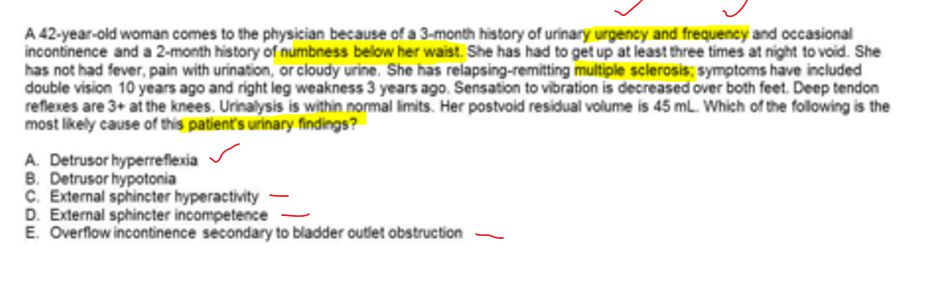 A 42-year-old woman comes to the physician because of a 3-month history of urinary urgency and frequency and occasional
incontinence and a 2-month history of numbness below her waist. She has had to get up at least three times at night to void. She
has not had fever, pain with urination, or cloudy urine. She has relapsing-remitting multiple sclerosis; symptoms have included
double vision 10 years ago and right leg weakness 3 years ago. Sensation to vibration is decreased over both feet. Deep tendon
reflexes are 3+ at the knees. Urinalysis is within normal limits. Her postvoid residual volume is 45 mL. Which of the following is the
most likely cause of this patient's urinary findings?
A. Detrusor hyperreflexia
B. Detrusor hypotonia
C. External sphincter hyperactivity
D. External sphincter incompetence
E. Overflow incontinence secondary to bladder outlet obstruction